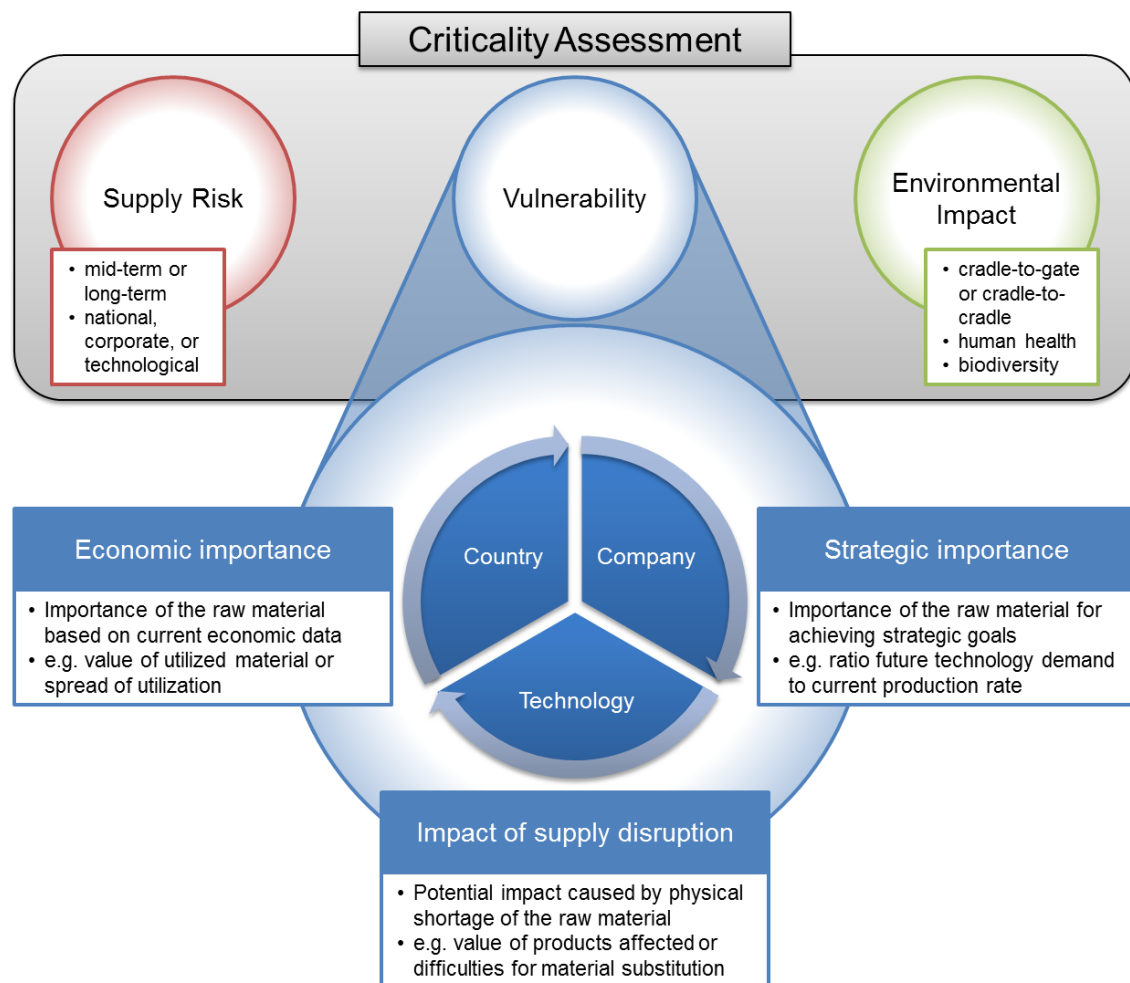 Criticality Assessment
Supply Risk
• mid-term or
long-term
• national,
corporate, or
technological
Vulnerability
Environmental
Impact
• cradle-to-gate
or cradle-to-
cradle
• human health
• biodiversity
Country
Company
Technology
Economic importance
• Importance of the raw material
based on current economic data
• e.g. value of utilized material or
spread of utilization
Strategic importance
• Importance of the raw material for
achieving strategic goals
• e.g. ratio future technology demand
to current production rate
Impact of supply disruption
• Potential impact caused by physical
shortage of the raw material
• e.g. value of products affected or
difficulties for material substitution